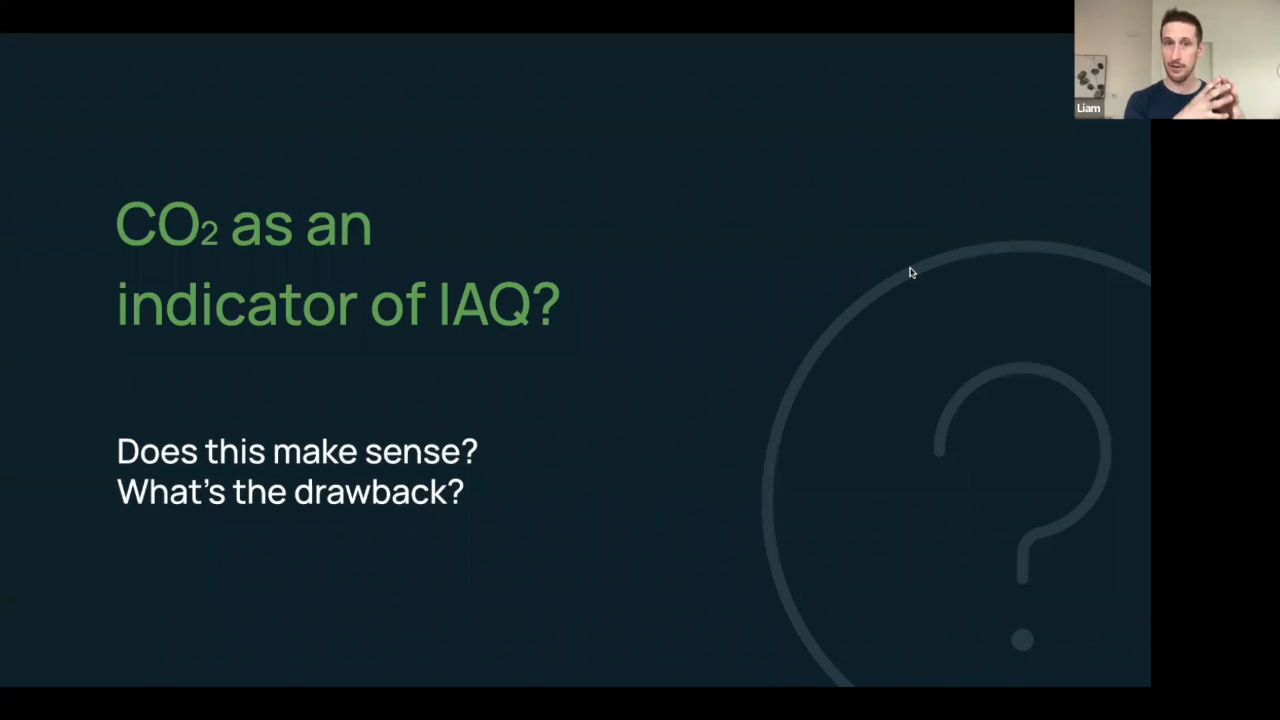 Liam
CO₂ as an
indicator of IAQ?
Does this make sense?
What's the drawback?